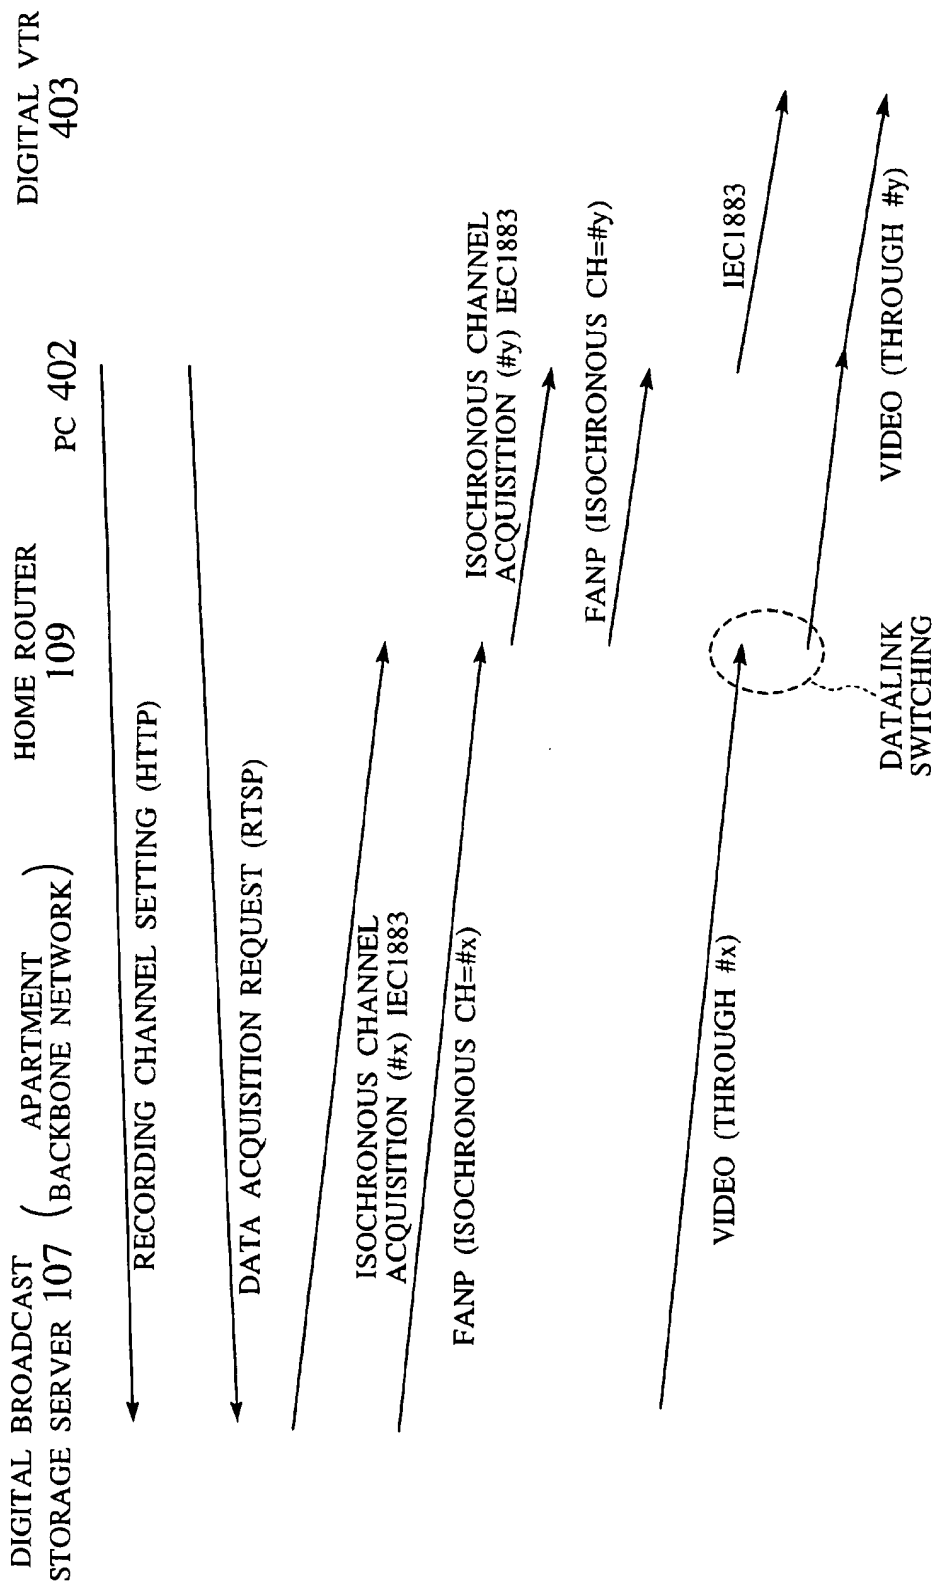 DIGITAL BROADCAST
STORAGE SERVER 107
APARTMENT
(BACKBONE NETWORK)
HOME ROUTER
109
PC 402
DIGITAL VTR
403
RECORDING CHANNEL SETTING (HTTP)
DATA ACQUISITION REQUEST (RTSP)
ISOCHRONOUS CHANNEL
ACQUISITION (#x) IEC1883
FANP (ISOCHRONOUS CH=#x)
ISOCHRONOUS CHANNEL
ACQUISITION (#y) IEC1883
FANP (ISOCHRONOUS CH=#y)
IEC1883
VIDEO (THROUGH #x)
VIDEO (THROUGH #y)
DATALINK
SWITCHING